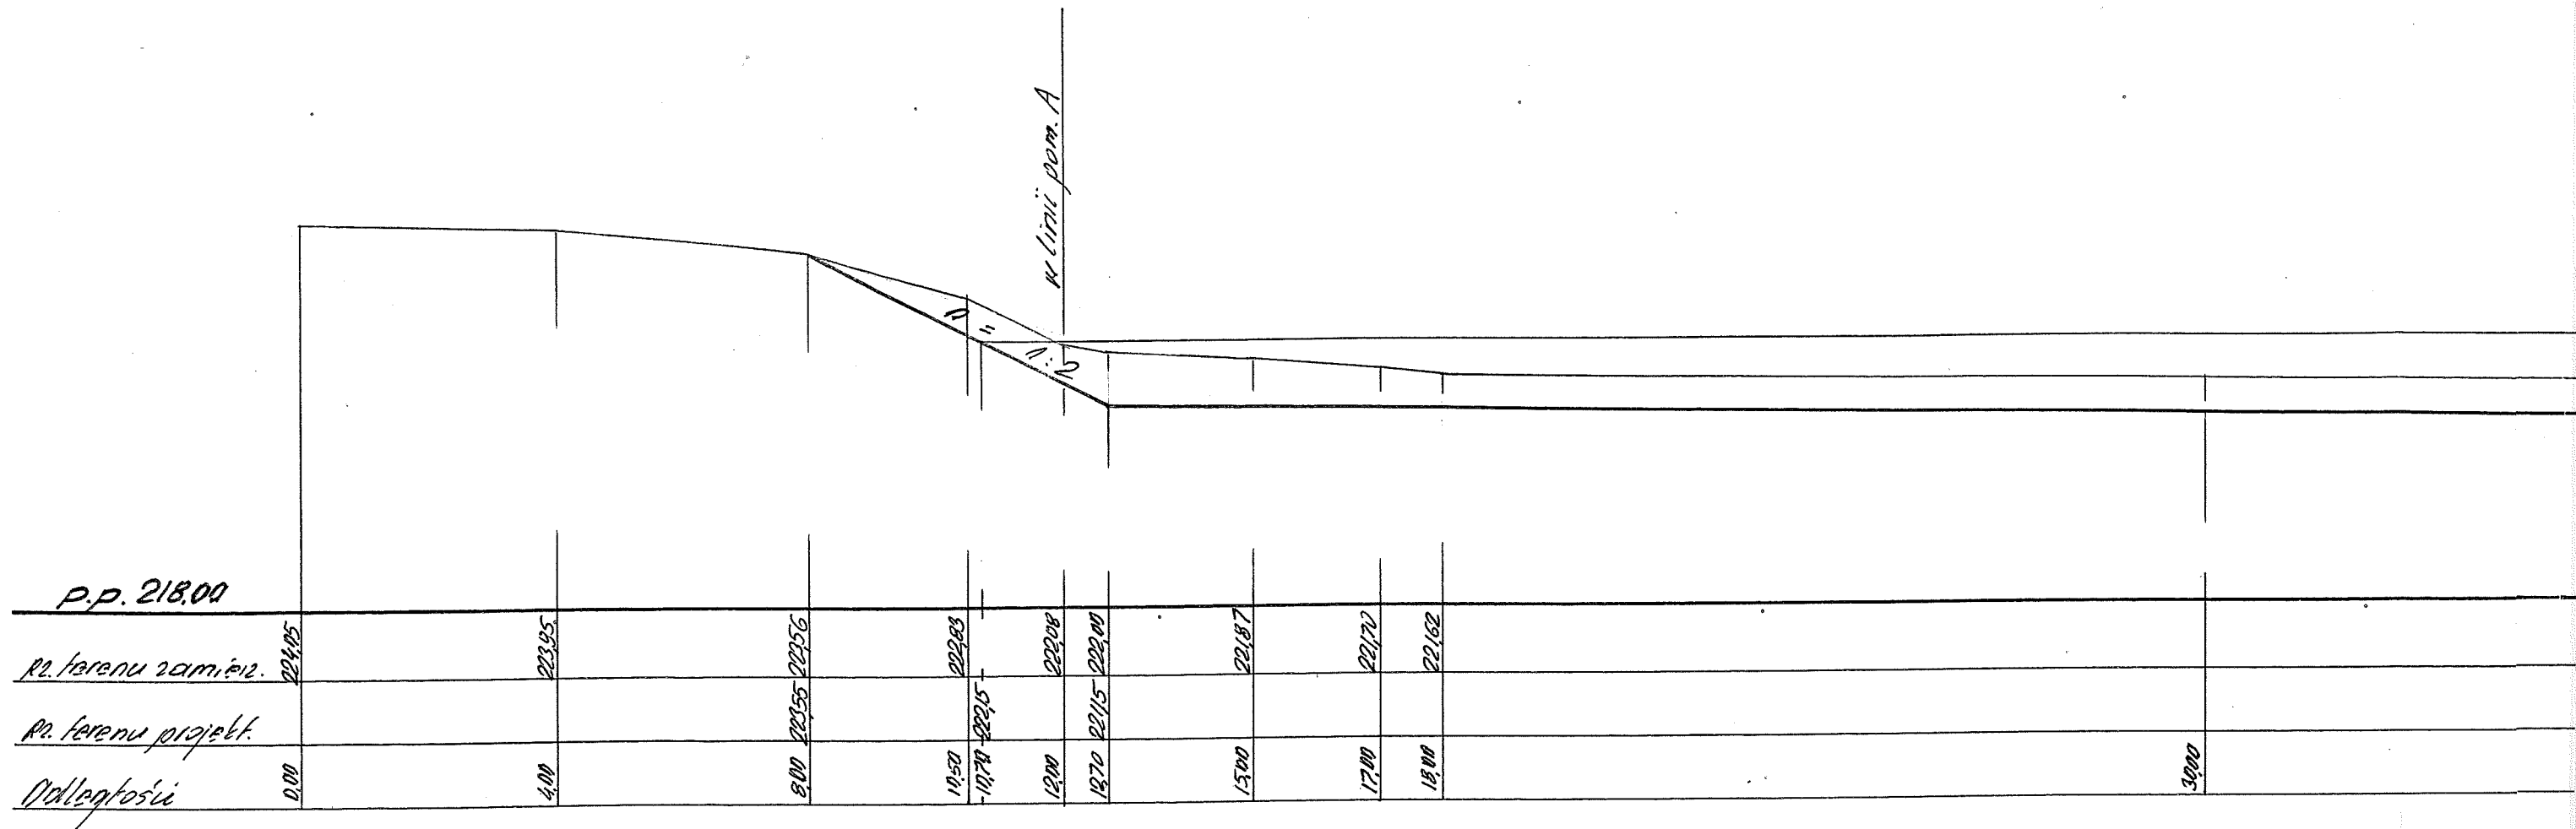 w linii pom. A
n = 1:2
p.p. 218.00
Rz. terenu zamierz. 224,05 223,95 223,56 222,83 222,08 222,00 221,87 221,70 221,62
Rz. terenu projekt. 223,55 222,15 221,15
Odległości 0,00 4,00 8,00 10,50 10,70 12,00 12,70 15,00 17,00 18,00 30,00